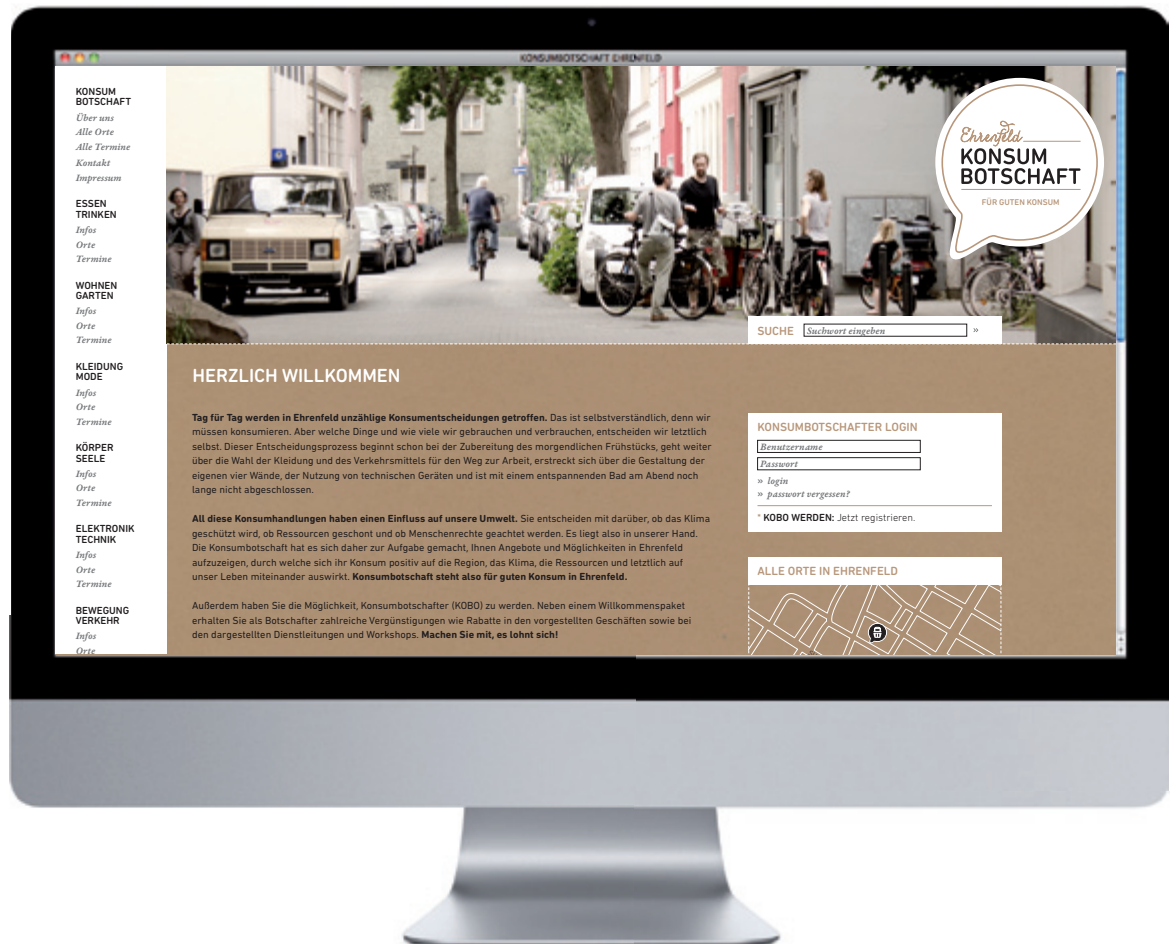 KONSUMBOTSCHAFT EHRENFELD
KONSUM
BOTSCHAFT
Über uns
Alle Orte
Alle Termine
Kontakt
Impressum
ESSEN
TRINKEN
Infos
Orte
Termine
WOHNEN
GARTEN
Infos
Orte
Termine
KLEIDUNG
MODE
Infos
Orte
Termine
KÖRPER
SEELE
Infos
Orte
Termine
ELEKTRONIK
TECHNIK
Infos
Orte
Termine
BEWEGUNG
VERKEHR
Infos
Orte
Ehrenfeld
KONSUM
BOTSCHAFT
FÜR GUTEN KONSUM
SUCHE Suchwort eingeben »
HERZLICH WILLKOMMEN
Tag für Tag werden in Ehrenfeld unzählige Konsumentscheidungen getroffen. Das ist selbstverständlich, denn wir
müssen konsumieren. Aber welche Dinge und wie viele wir gebrauchen und verbrauchen, entscheiden wir letztlich
selbst. Dieser Entscheidungsprozess beginnt schon bei der Zubereitung des morgendlichen Frühstücks, geht weiter
über die Wahl der Kleidung und des Verkehrsmittels für den Weg zur Arbeit, erstreckt sich über die Gestaltung der
eigenen vier Wände, der Nutzung von technischen Geräten und ist mit einem entspannenden Bad am Abend noch
lange nicht abgeschlossen.
All diese Konsumhandlungen haben einen Einfluss auf unsere Umwelt. Sie entscheiden mit darüber, ob das Klima
geschützt wird, ob Ressourcen geschont und ob Menschenrechte geachtet werden. Es liegt also in unserer Hand.
Die Konsumbotschaft hat es sich daher zur Aufgabe gemacht, Ihnen Angebote und Möglichkeiten in Ehrenfeld
aufzuzeigen, durch welche sich ihr Konsum positiv auf die Region, das Klima, die Ressourcen und letztlich auf
unser Leben miteinander auswirkt. Konsumbotschaft steht also für guten Konsum in Ehrenfeld.
Außerdem haben Sie die Möglichkeit, Konsumbotschafter (KOBO) zu werden. Neben einem Willkommenspaket
erhalten Sie als Botschafter zahlreiche Vergünstigungen wie Rabatte in den vorgestellten Geschäften sowie bei
den dargestellten Dienstleitungen und Workshops. Machen Sie mit, es lohnt sich!
KONSUMBOTSCHAFTER LOGIN
Benutzername
Passwort
» login
» passwort vergessen?
* KOBO WERDEN: Jetzt registrieren.
ALLE ORTE IN EHRENFELD